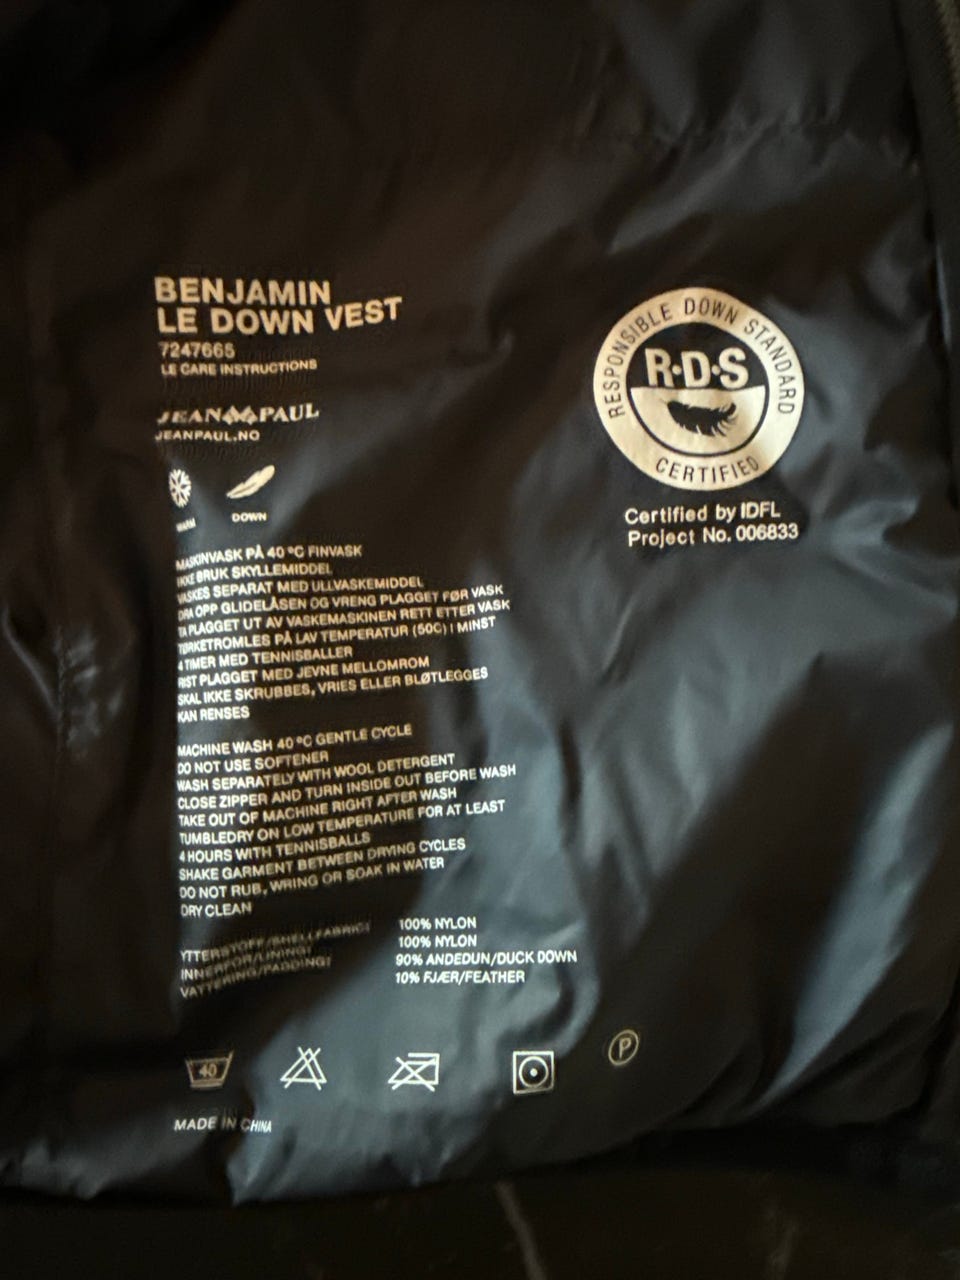 BENJAMIN
LE DOWN VEST
7247665
LE CARE INSTRUCTIONS
JEAN PAUL
JEANPAUL.NO
WARM
DOWN
MASKINVASK PÅ 40 °C FINVASK
IKKE BRUK SKYLLEMIDDEL
VASKES SEPARAT MED ULLVASKEMIDDEL
DRA OPP GLIDELÅSEN OG VRENG PLAGGET FØR VASK
TA PLAGGET UT AV VASKEMASKINEN RETT ETTER VASK
TØRKETROMLES PÅ LAV TEMPERATUR (50C) I MINST
4 TIMER MED TENNISBALLER
RIST PLAGGET MED JEVNE MELLOMROM
SKAL IKKE SKRUBBES, VRIES ELLER BLØTLEGGES
KAN RENSES
MACHINE WASH 40 °C GENTLE CYCLE
DO NOT USE SOFTENER
WASH SEPARATELY WITH WOOL DETERGENT
CLOSE ZIPPER AND TURN INSIDE OUT BEFORE WASH
TAKE OUT OF MACHINE RIGHT AFTER WASH
TUMBLEDRY ON LOW TEMPERATURE FOR AT LEAST
4 HOURS WITH TENNISBALLS
SHAKE GARMENT BETWEEN DRYING CYCLES
DO NOT RUB, WRING OR SOAK IN WATER
DRY CLEAN
YTTERSTOFF/SHELLFABRIC: 100% NYLON
INNERFOR/LINING: 100% NYLON
VATTERING/PADDING: 90% ANDEDUN/DUCK DOWN
10% FJÆR/FEATHER
40
P
MADE IN CHINA
RESPONSIBLE DOWN STANDARD
R·D·S
CERTIFIED
Certified by IDFL
Project No. 006833